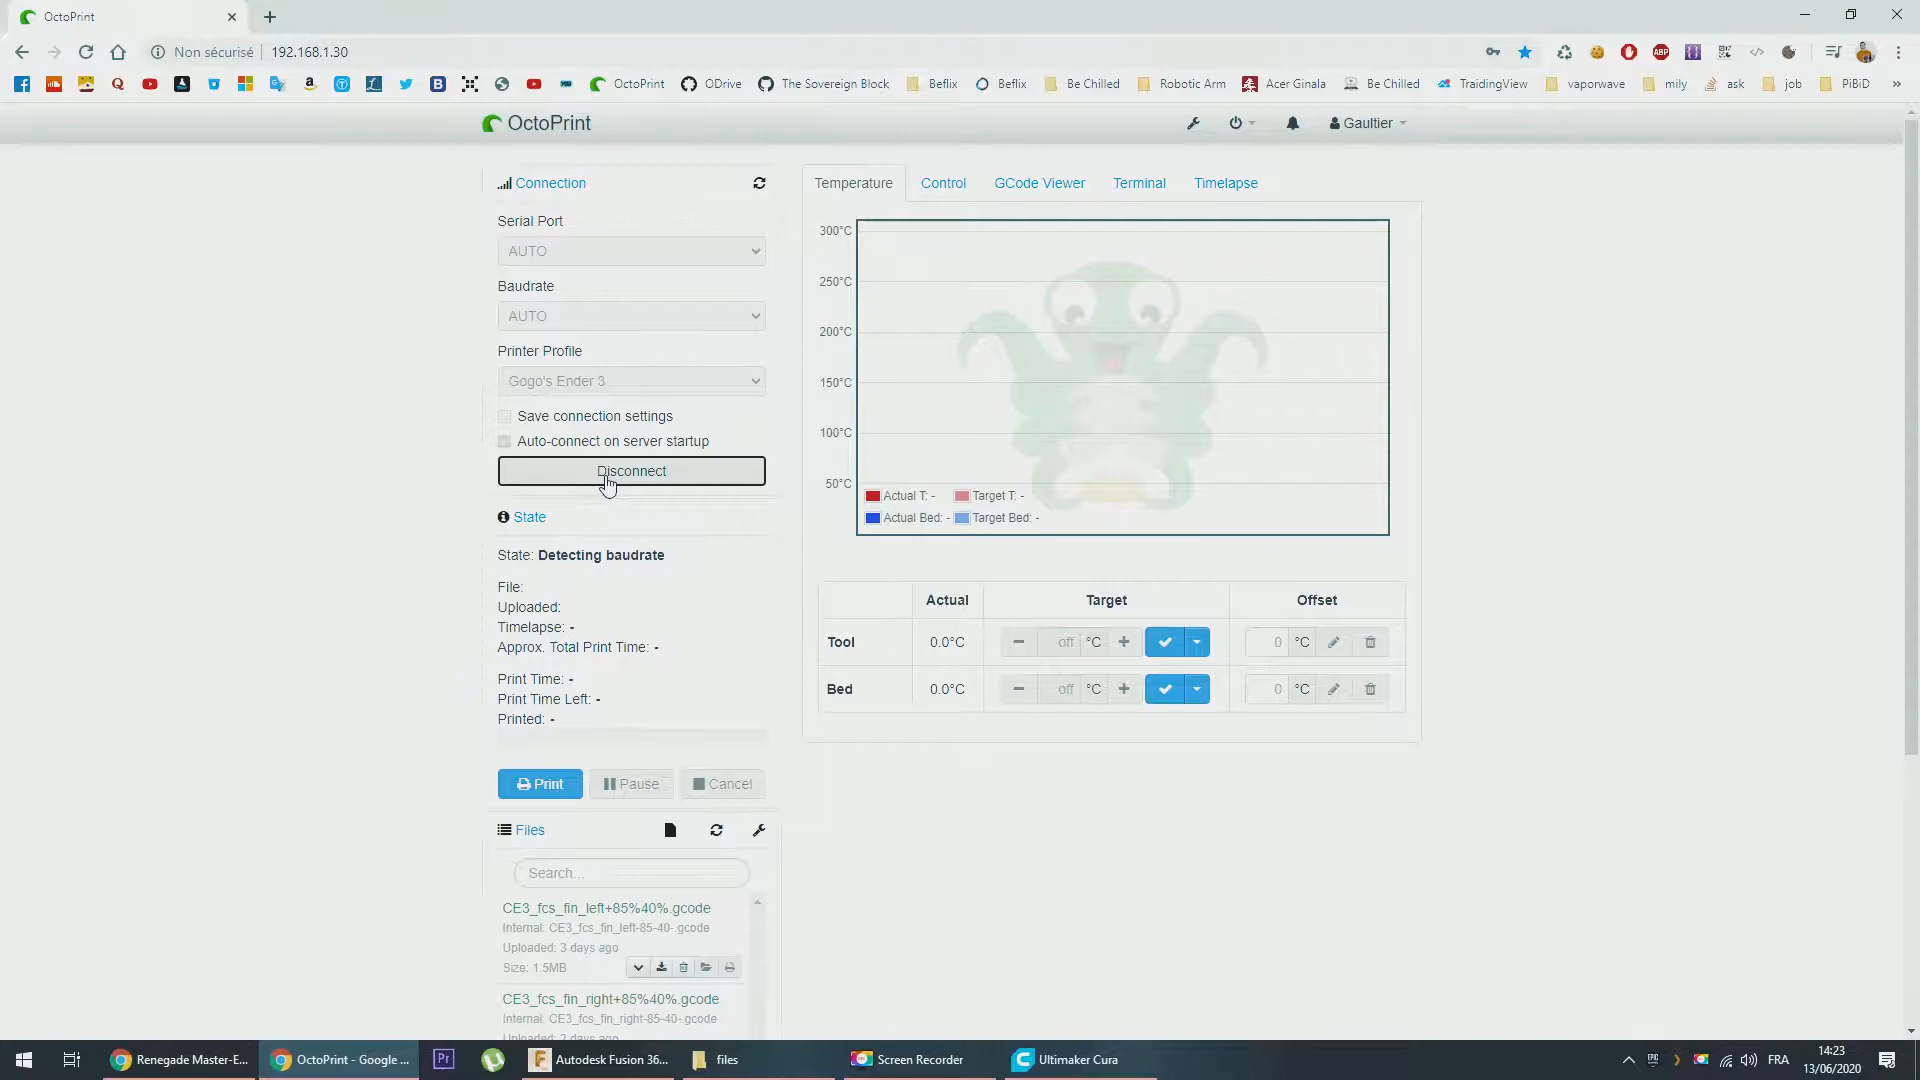 OctoPrint
Non sécurisé
192.168.1.30
OctoPrint
ODrive
The Sovereign Block
Beflix
Beflix
Be Chilled
Robotic Arm
Acer Ginala
Be Chilled
TraidingView
vaporwave
mily
ask
job
PiBiD
OctoPrint
Gaultier
Connection
Serial Port
AUTO
Baudrate
AUTO
Printer Profile
Gogo's Ender 3
Save connection settings
Auto-connect on server startup
Disconnect
State
State: Detecting baudrate
File:
Uploaded:
Timelapse: -
Approx. Total Print Time: -
Print Time: -
Print Time Left: -
Printed: -
Print
Pause
Cancel
Files
Search...
CE3_fcs_fin_left+85%40%.gcode
Internal: CE3_fcs_fin_left-85-40-.gcode
Uploaded: 3 days ago
Size: 1.5MB
CE3_fcs_fin_right+85%40%.gcode
Internal: CE3_fcs_fin_right-85-40-.gcode
Temperature
Control
GCode Viewer
Terminal
Timelapse
300°C
250°C
200°C
150°C
100°C
50°C
Actual T: -
Target T: -
Actual Bed: -
Target Bed: -
Actual
Target
Offset
Tool
0.0°C
off °C
0 °C
Bed
0.0°C
off °C
0 °C
Renegade Master-E...
OctoPrint - Google ...
Autodesk Fusion 36...
files
Screen Recorder
Ultimaker Cura
FRA
14:23
13/06/2020